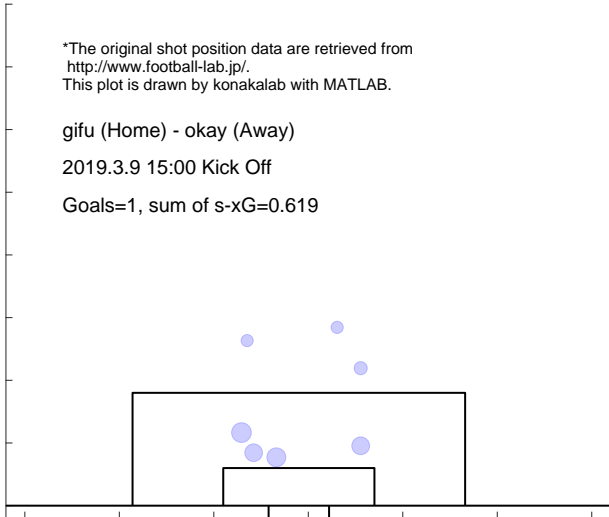 *The original shot position data are retrieved from
http://www.football-lab.jp/.
This plot is drawn by konakalab with MATLAB.
gifu (Home) - okay (Away)
2019.3.9 15:00 Kick Off
Goals=1, sum of s-xG=0.619